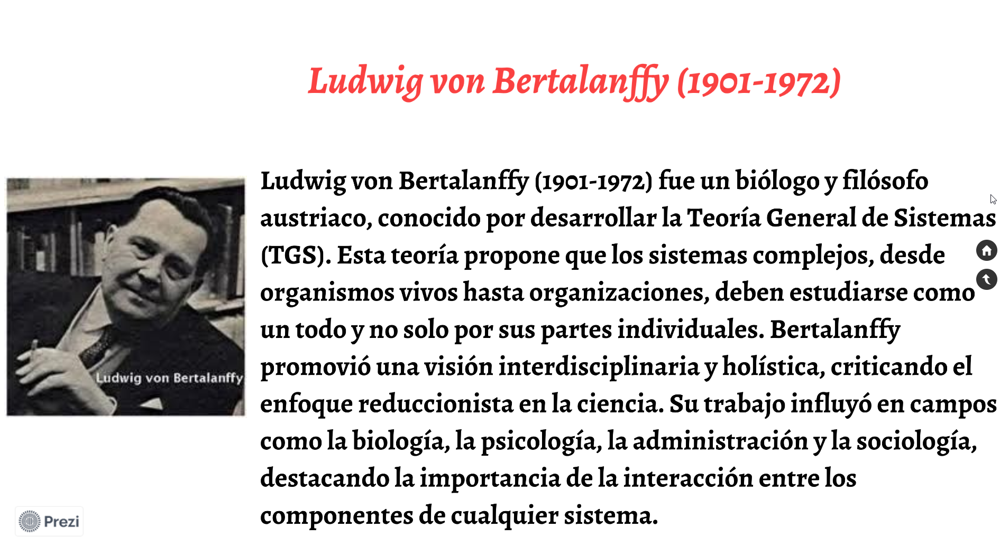 Ludwig von Bertalanffy (1901-1972)
Ludwig von Bertalanffy (1901-1972) fue un biólogo y filósofo
austriaco, conocido por desarrollar la Teoría General de Sistemas
(TGS). Esta teoría propone que los sistemas complejos, desde
organismos vivos hasta organizaciones, deben estudiarse como
un todo y no solo por sus partes individuales. Bertalanffy
promovió una visión interdisciplinaria y holística, criticando el
enfoque reduccionista en la ciencia. Su trabajo influyó en campos
como la biología, la psicología, la administración y la sociología,
destacando la importancia de la interacción entre los
componentes de cualquier sistema.
Ludwig von Bertalanffy
Prezi